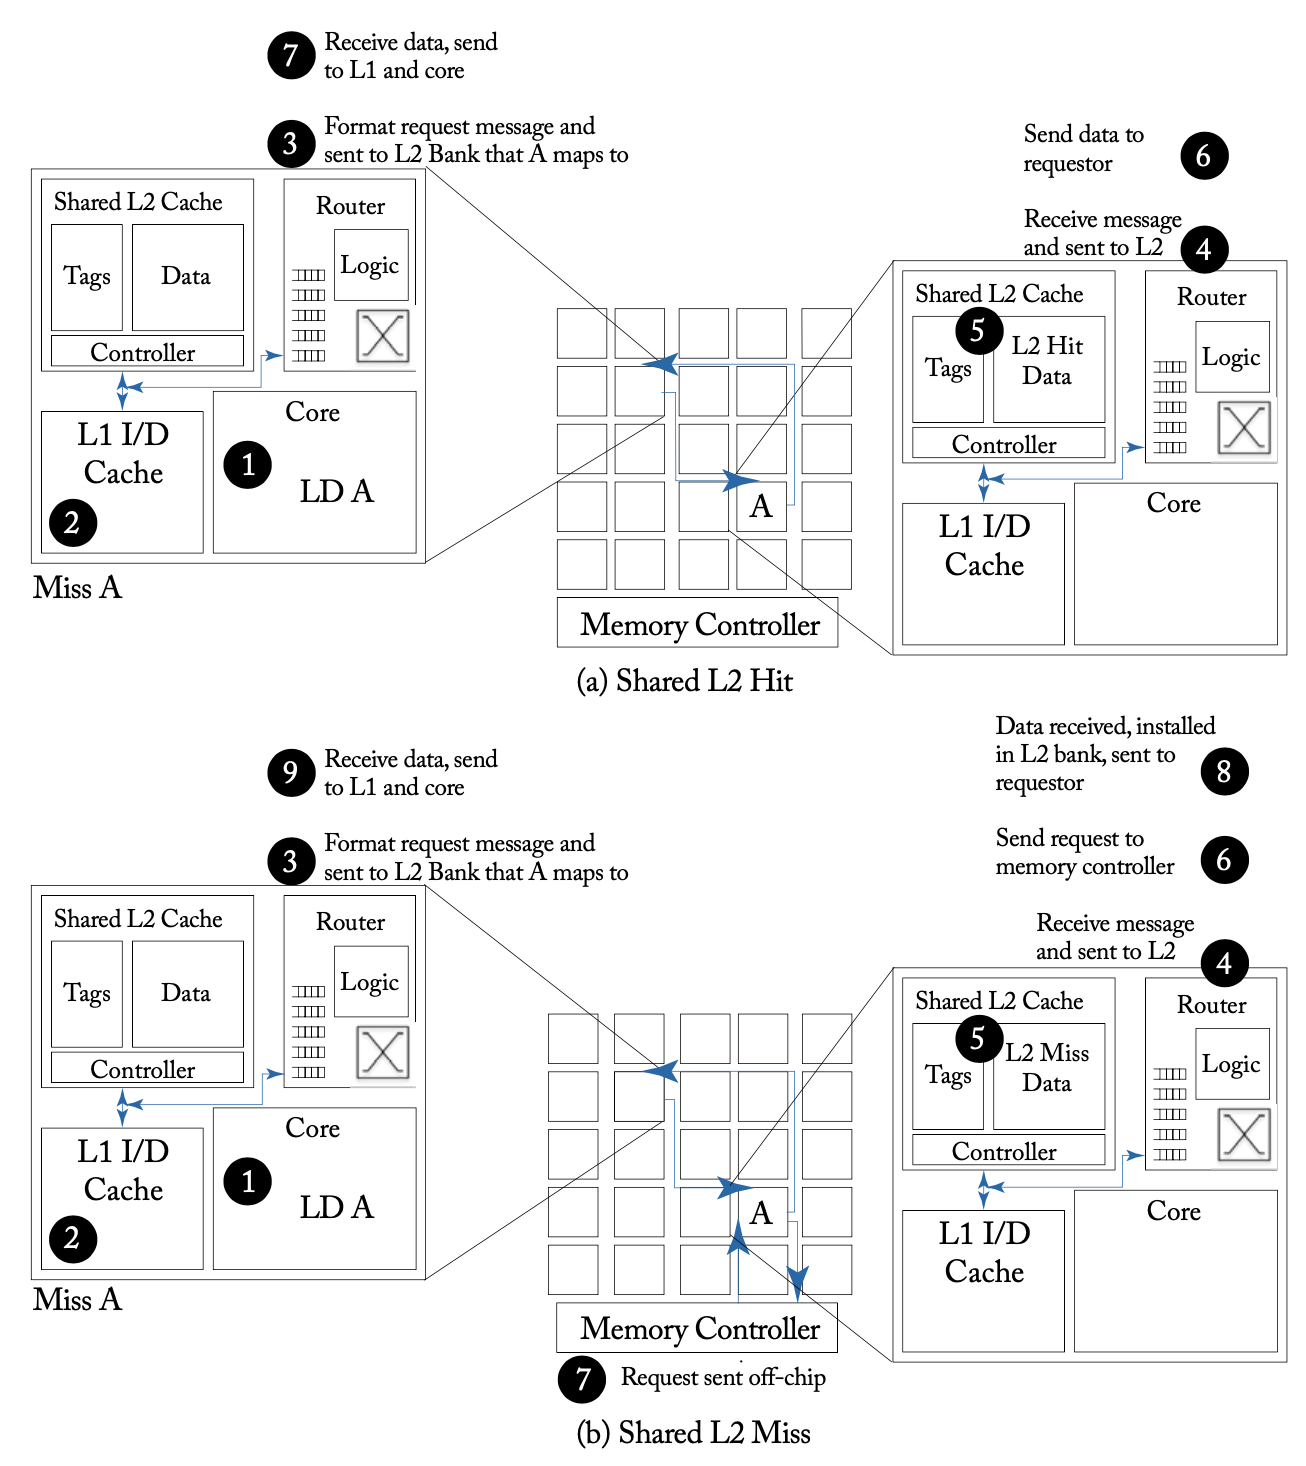 7
Receive data, send
to L1 and core
3
Format request message and
sent to L2 Bank that A maps to
Send data to
requestor
6
Receive message
and sent to L2
4
Shared L2 Cache
Tags
Data
Controller
Router
Logic
L1 I/D
Cache
2
Core
1
LD A
Miss A
A
Memory Controller
Shared L2 Cache
5
Tags
L2 Hit
Data
Controller
Router
Logic
L1 I/D
Cache
Core
(a) Shared L2 Hit
9
Receive data, send
to L1 and core
3
Format request message and
sent to L2 Bank that A maps to
Data received, installed
in L2 bank, sent to
requestor
8
Send request to
memory controller
6
Receive message
and sent to L2
4
Shared L2 Cache
Tags
Data
Controller
Router
Logic
L1 I/D
Cache
2
Core
1
LD A
Miss A
A
Memory Controller
7
Request sent off-chip
Shared L2 Cache
5
Tags
L2 Miss
Data
Controller
Router
Logic
L1 I/D
Cache
Core
(b) Shared L2 Miss